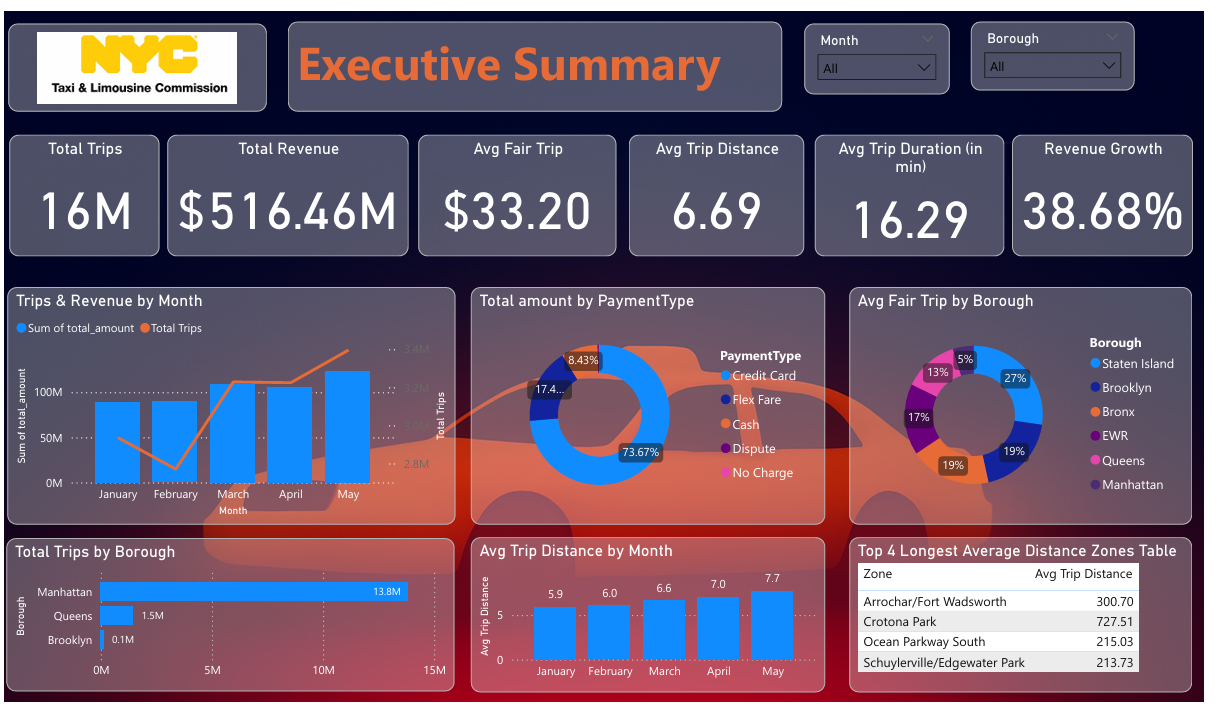 NYC
Taxi & Limousine Commission
Executive Summary
Month
All
Borough
All
Total Trips
16M
Total Revenue
$516.46M
Avg Fair Trip
$33.20
Avg Trip Distance
6.69
Avg Trip Duration (in
min)
16.29
Revenue Growth
38.68%
Trips & Revenue by Month
Sum of total_amount
Total Trips
Sum of total_amount
100M
50M
0M
3.4M
3.2M
2.8M
Total Trips
January
February
March
April
May
Month
Total amount by PaymentType
8.43%
17.4...
73.67%
PaymentType
Credit Card
Flex Fare
Cash
Dispute
No Charge
Avg Fair Trip by Borough
5%
27%
13%
17%
19%
19%
Borough
Staten Island
Brooklyn
Bronx
EWR
Queens
Manhattan
Total Trips by Borough
Borough
Manhattan
13.8M
Queens
1.5M
Brooklyn
0.1M
0M
5M
10M
15M
Avg Trip Distance by Month
Avg Trip Distance
5
0
5.9
6.0
6.6
7.0
7.7
January
February
March
April
May
Top 4 Longest Average Distance Zones Table
Zone Avg Trip Distance
Arrochar/Fort Wadsworth 300.70
Crotona Park 727.51
Ocean Parkway South 215.03
Schuylerville/Edgewater Park 213.73